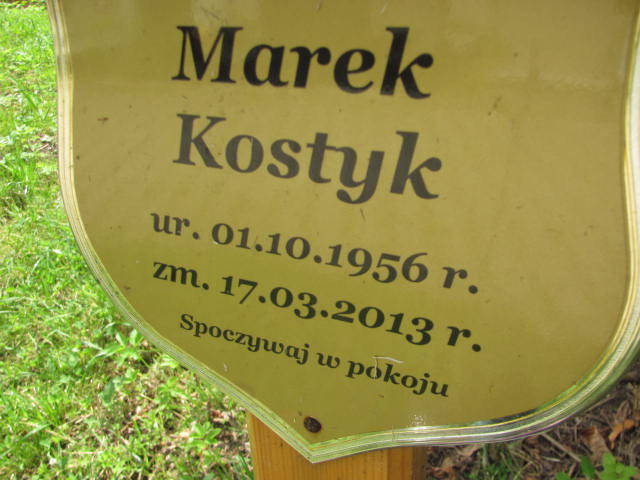 Marek
Kostyk
ur. 01.10.1956 r.
zm. 17.03.2013 r.
Spoczywaj w pokoju